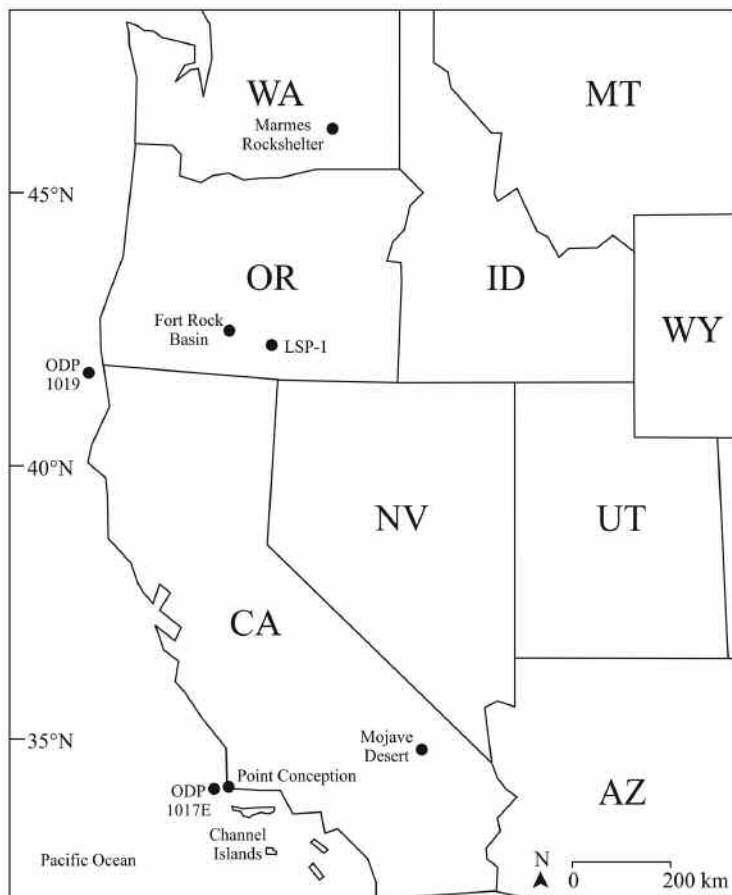 WA
MT
Marmes
Rockshelter
45°N
OR
ID
WY
Fort Rock
Basin
LSP-1
ODP
1019
40°N
NV
UT
CA
35°N
Mojave
Desert
Point Conception
ODP
1017E
AZ
Channel
Islands
Pacific Ocean
N
0
200 km